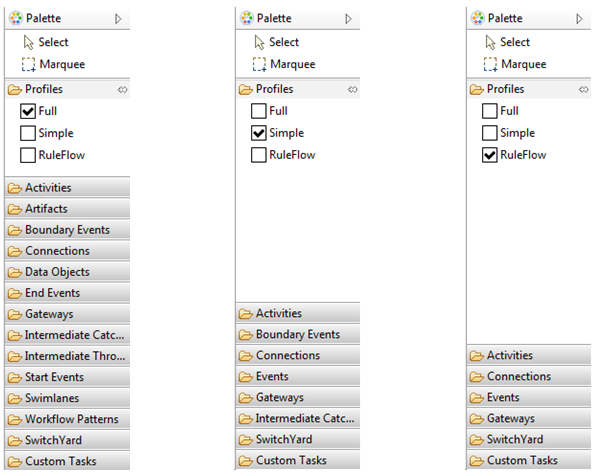 Palette
Select
Marquee
Profiles
Full
Simple
RuleFlow
Activities
Artifacts
Boundary Events
Connections
Data Objects
End Events
Gateways
Intermediate Catc...
Intermediate Thro...
Start Events
Swimlanes
Workflow Patterns
SwitchYard
Custom Tasks
Palette
Select
Marquee
Profiles
Full
Simple
RuleFlow
Activities
Boundary Events
Connections
Events
Gateways
Intermediate Catc...
SwitchYard
Custom Tasks
Palette
Select
Marquee
Profiles
Full
Simple
RuleFlow
Activities
Connections
Events
Gateways
SwitchYard
Custom Tasks